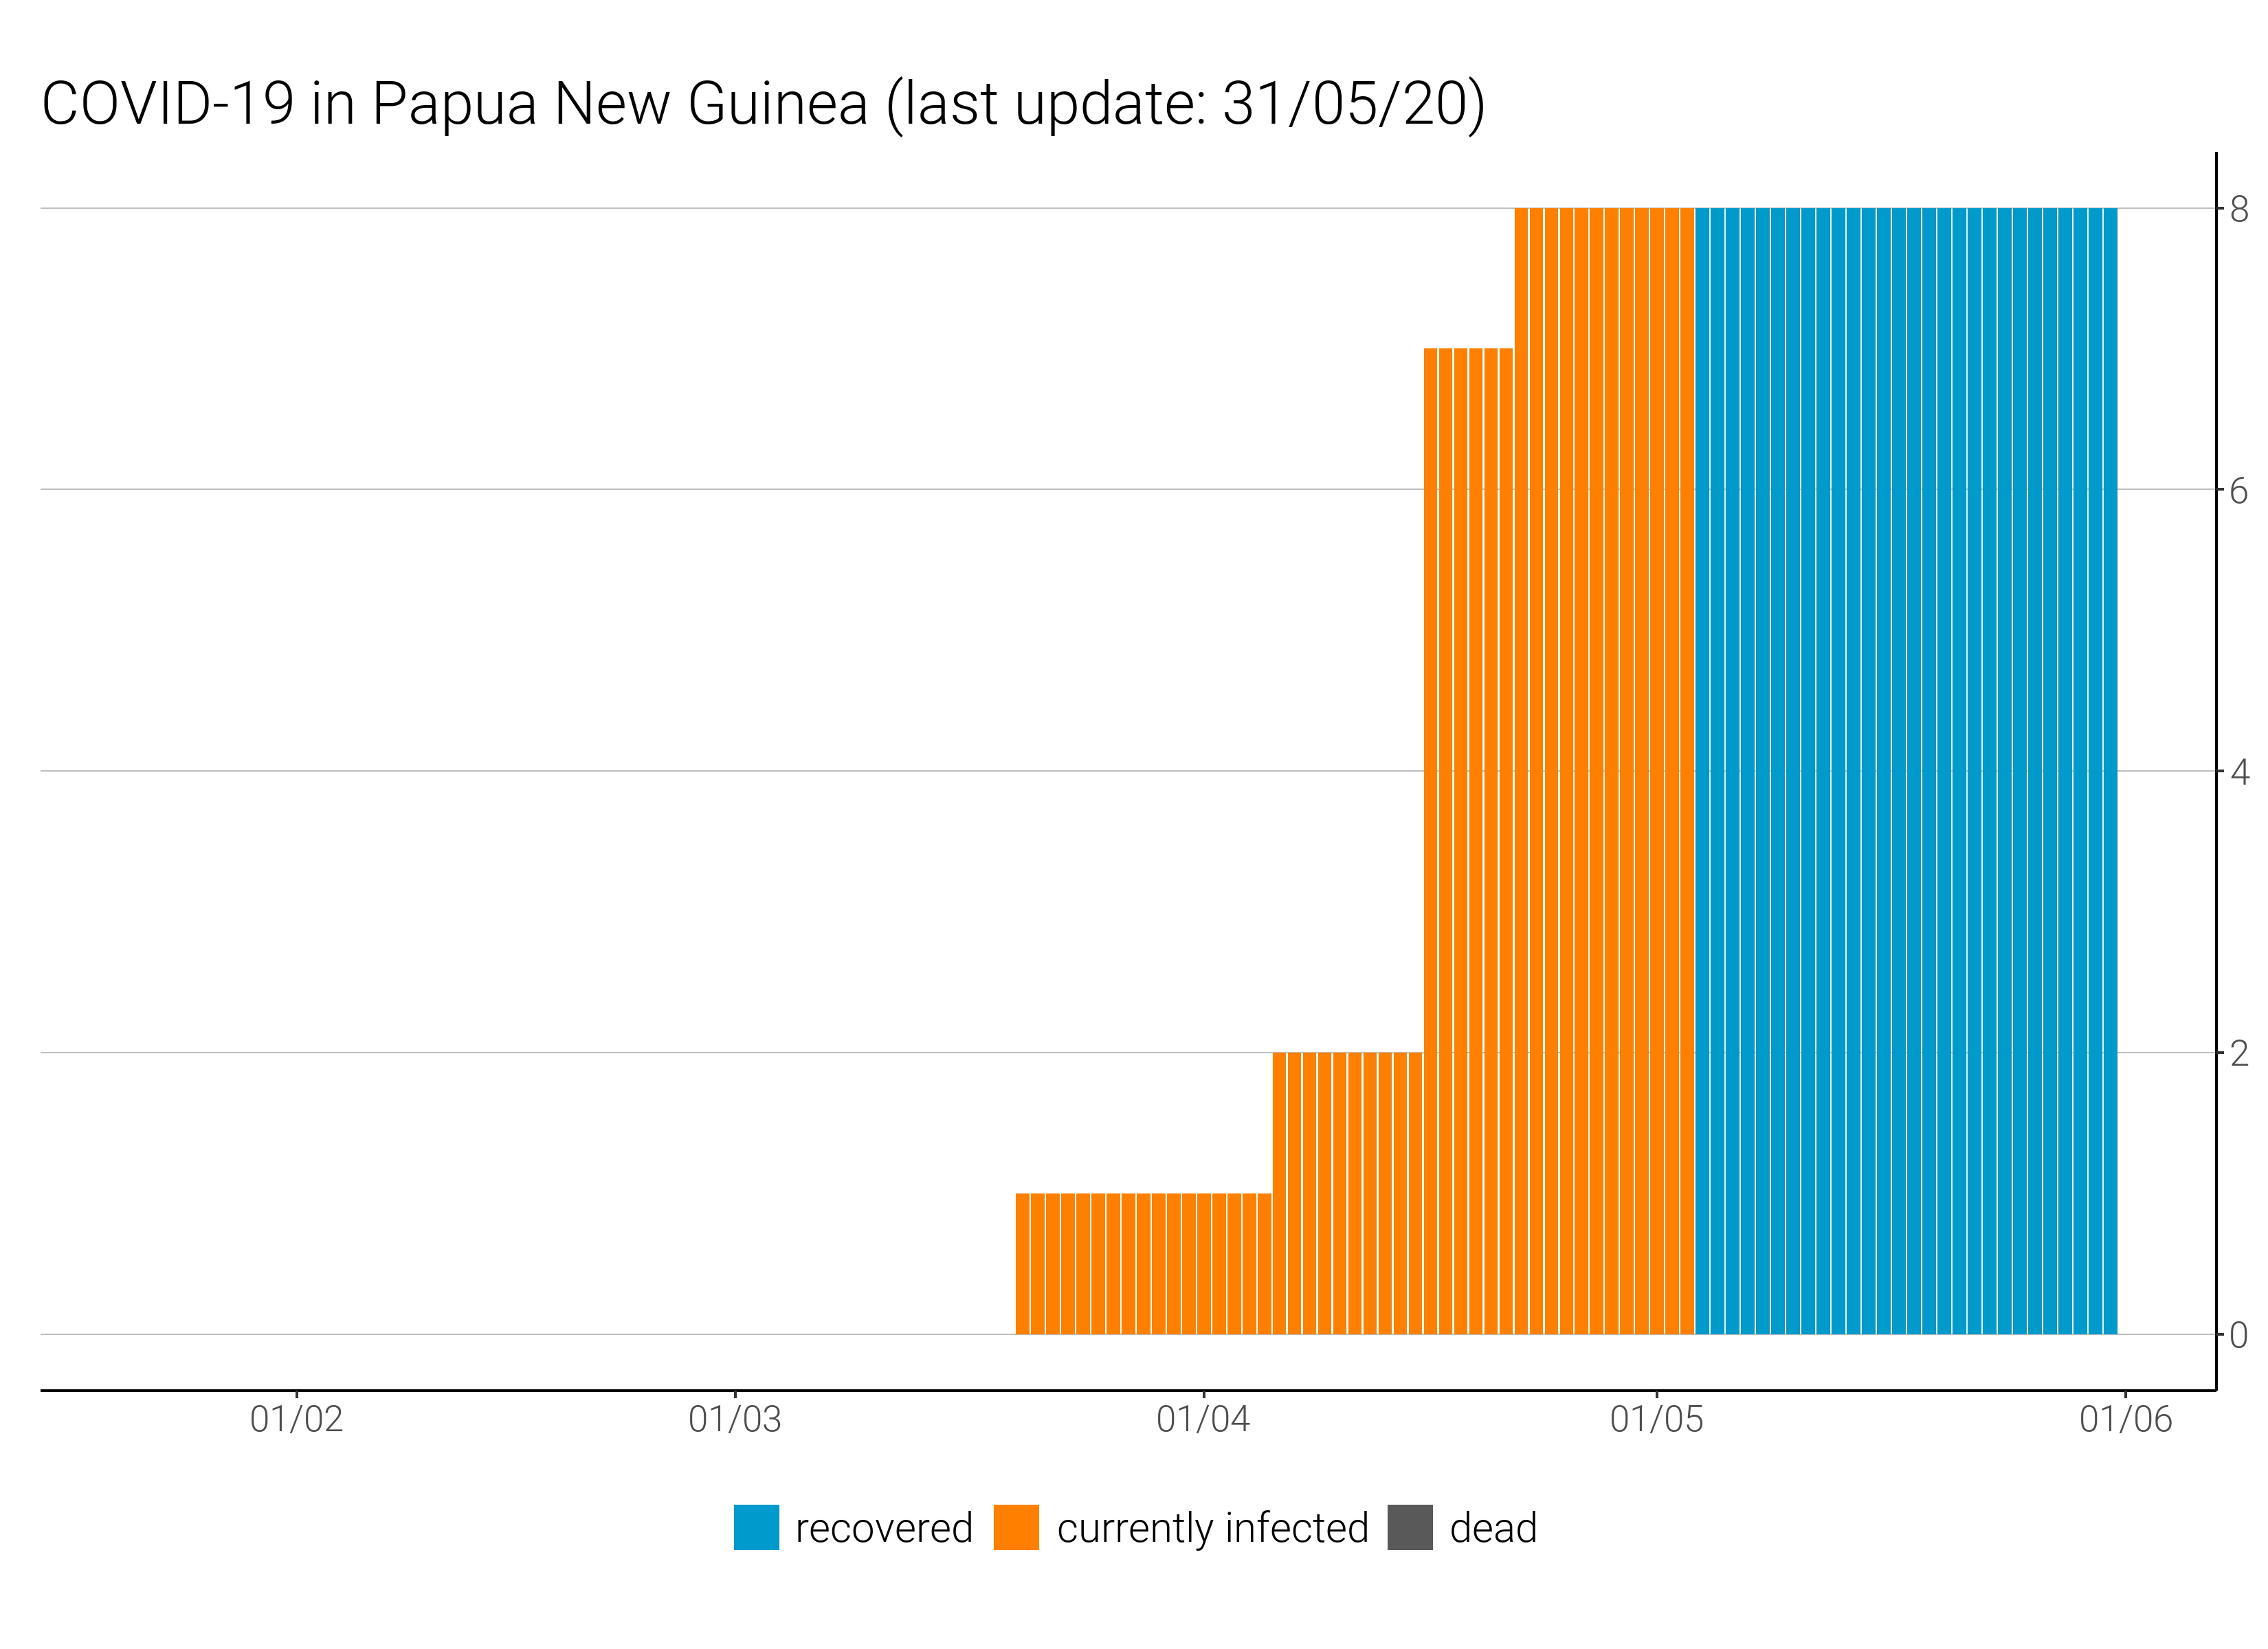 COVID-19 in Papua New Guinea (last update: 31/05/20)
8
6
4
2
0
01/02 01/03 01/04 01/05 01/06
recovered currently infected dead